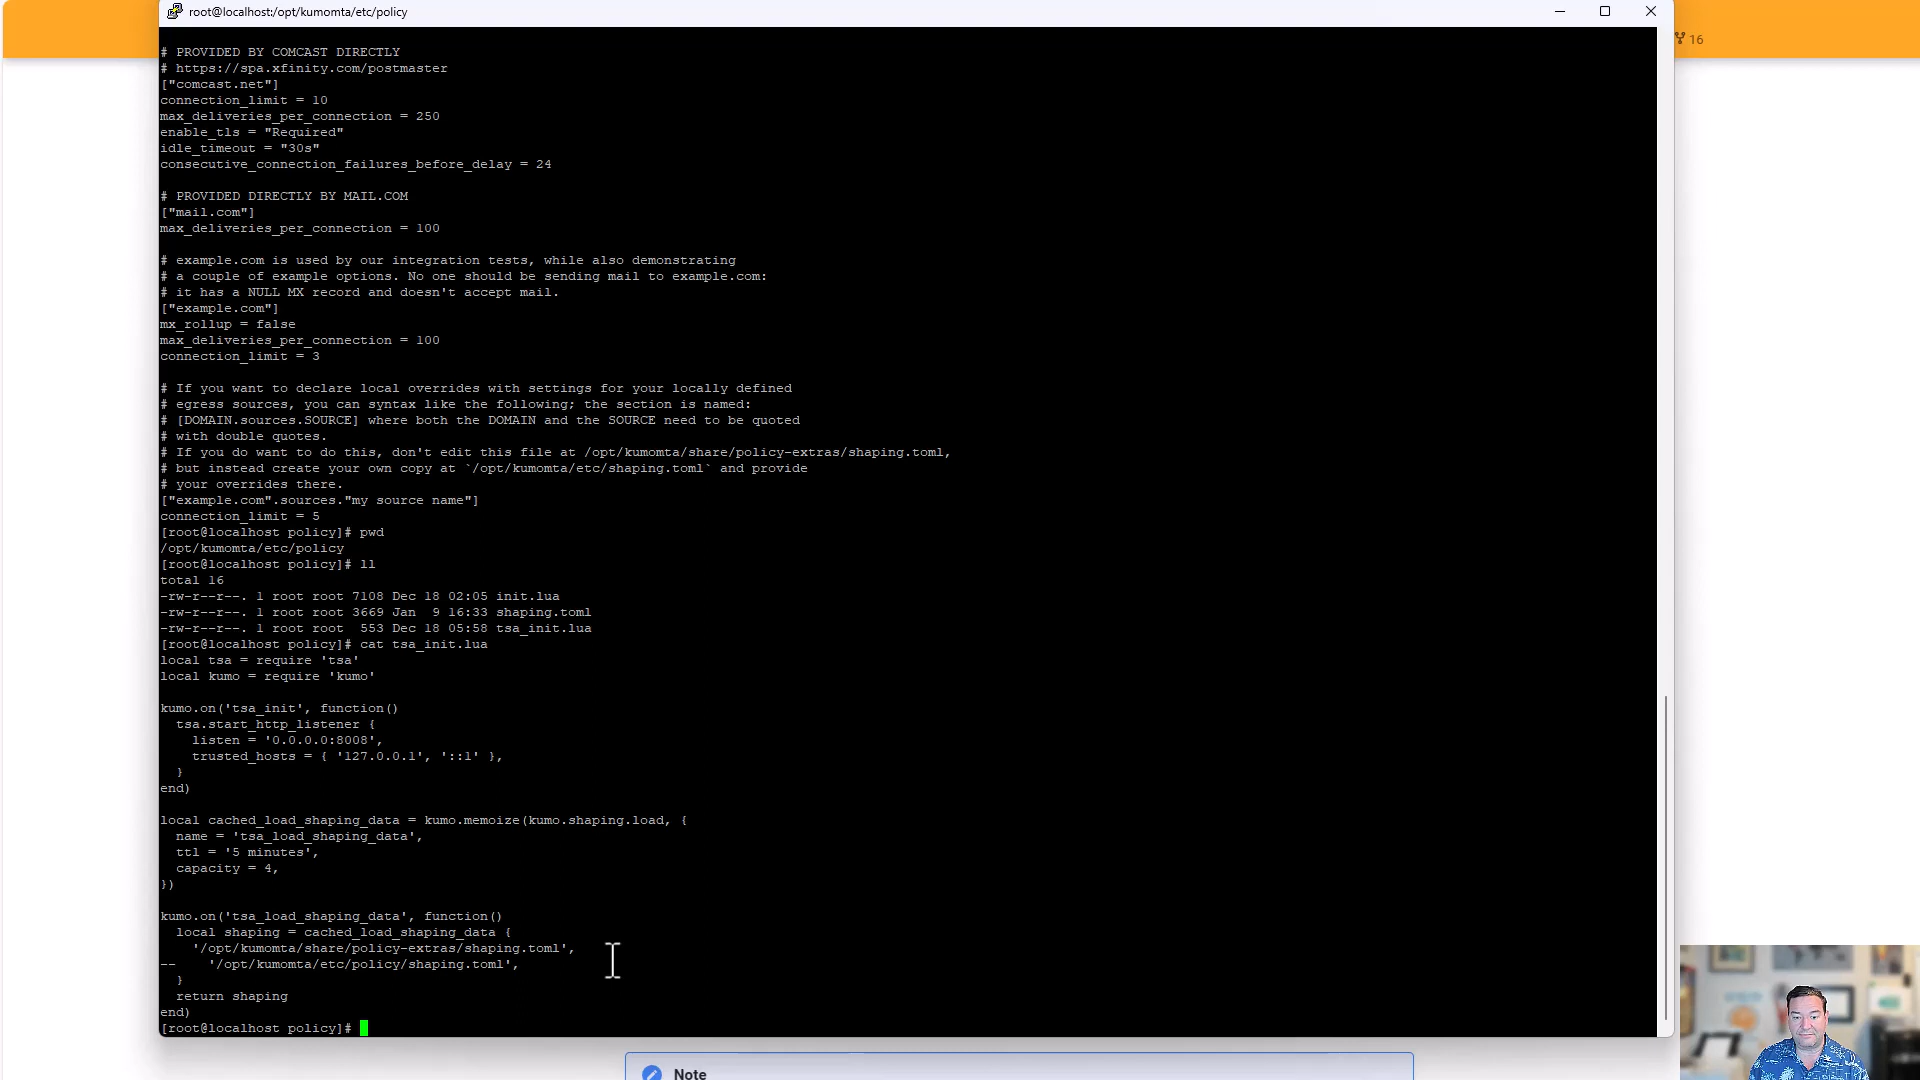 root@localhost:/opt/kumomta/etc/policy
16
# PROVIDED BY COMCAST DIRECTLY
# https://spa.xfinity.com/postmaster
["comcast.net"]
connection_limit = 10
max_deliveries_per_connection = 250
enable_tls = "Required"
idle_timeout = "30s"
consecutive_connection_failures_before_delay = 24
# PROVIDED DIRECTLY BY MAIL.COM
["mail.com"]
max_deliveries_per_connection = 100
# example.com is used by our integration tests, while also demonstrating
# a couple of example options. No one should be sending mail to example.com:
# it has a NULL MX record and doesn't accept mail.
["example.com"]
mx_rollup = false
max_deliveries_per_connection = 100
connection_limit = 3
# If you want to declare local overrides with settings for your locally defined
# egress sources, you can syntax like the following; the section is named:
# [DOMAIN.sources.SOURCE] where both the DOMAIN and the SOURCE need to be quoted
# with double quotes.
# If you do want to do this, don't edit this file at /opt/kumomta/share/policy-extras/shaping.toml,
# but instead create your own copy at `/opt/kumomta/etc/shaping.toml` and provide
# your overrides there.
["example.com".sources."my source name"]
connection_limit = 5
[root@localhost policy]# pwd
/opt/kumomta/etc/policy
[root@localhost policy]# ll
total 16
-rw-r--r--. 1 root root 7108 Dec 18 02:05 init.lua
-rw-r--r--. 1 root root 3669 Jan  9 16:33 shaping.toml
-rw-r--r--. 1 root root  553 Dec 18 05:58 tsa_init.lua
[root@localhost policy]# cat tsa_init.lua
local tsa = require 'tsa'
local kumo = require 'kumo'
kumo.on('tsa_init', function()
  tsa.start_http_listener {
    listen = '0.0.0.0:8008',
    trusted_hosts = { '127.0.0.1', '::1' },
  }
end)
local cached_load_shaping_data = kumo.memoize(kumo.shaping.load, {
  name = 'tsa_load_shaping_data',
  ttl = '5 minutes',
  capacity = 4,
})
kumo.on('tsa_load_shaping_data', function()
  local shaping = cached_load_shaping_data {
    '/opt/kumomta/share/policy-extras/shaping.toml',
--    '/opt/kumomta/etc/policy/shaping.toml',
  }
  return shaping
end)
[root@localhost policy]#
Note